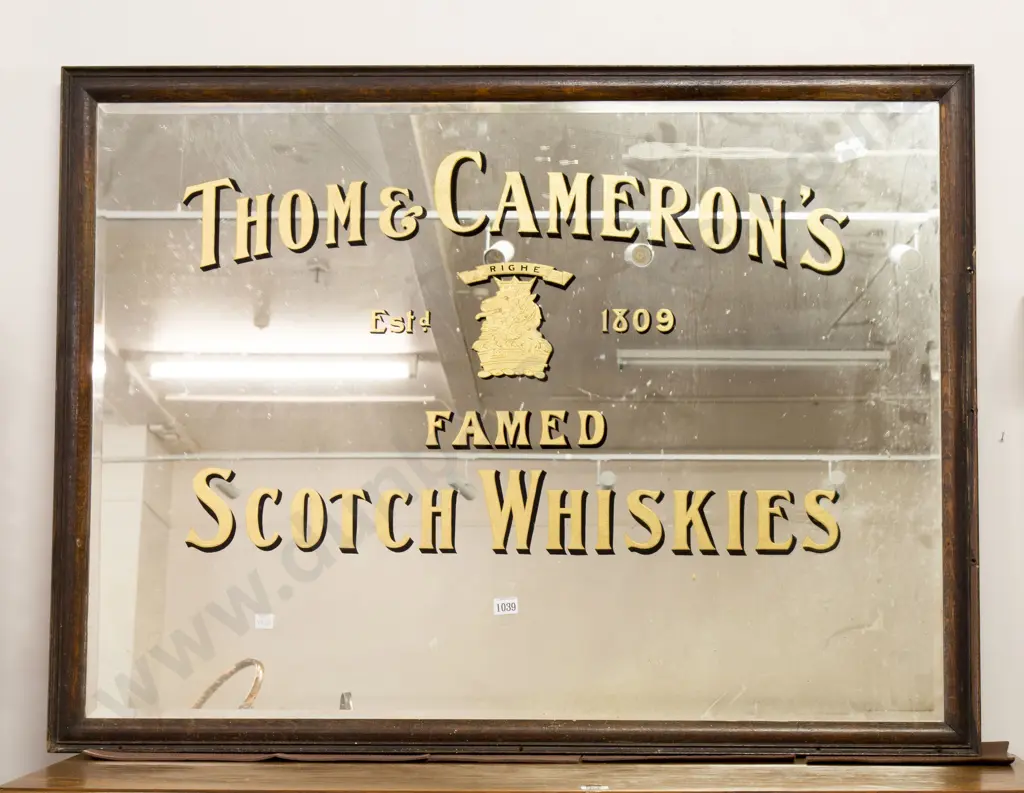 THOM & CAMERON'S
RIGHE
Estd 1809
FAMED
SCOTCH WHISKIES
1039